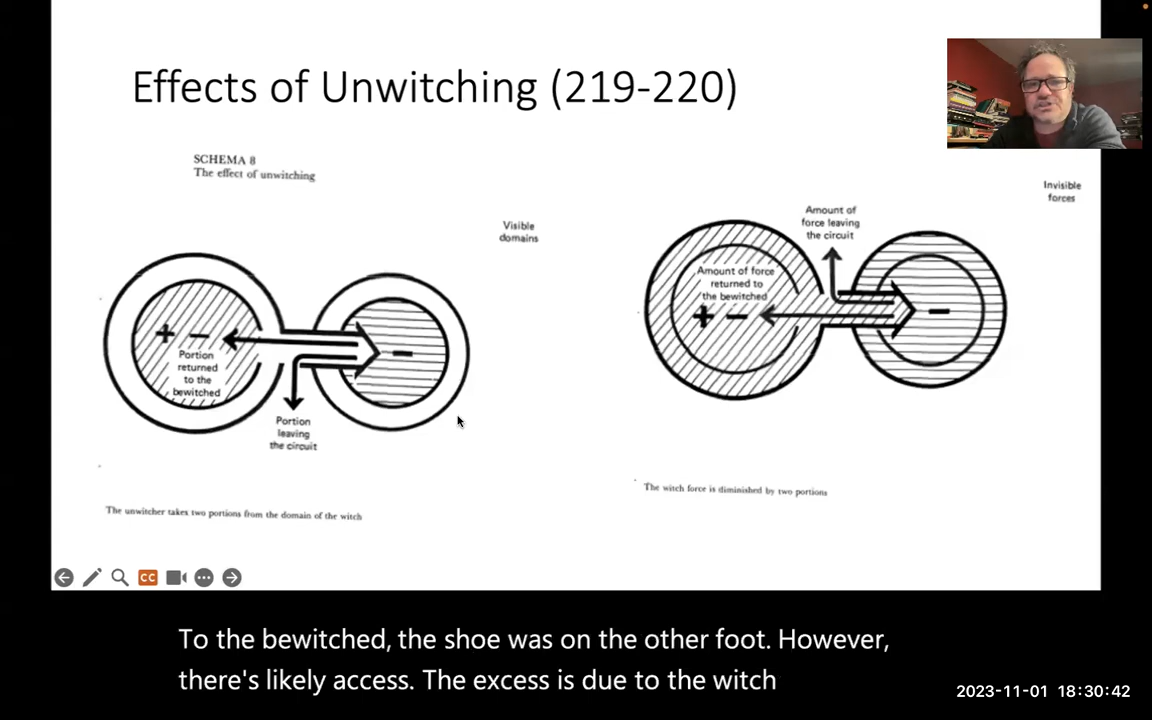 Effects of Unwitching (219-220)
SCHEMA 8
The effect of unwitching
Visible
domains
+ -
Portion
returned
to the
bewitched
-
Portion
leaving
the circuit
The unwitcher takes two portions from the domain of the witch
Invisible
forces
Amount of
force leaving
the circuit
Amount of force
returned to
the bewitched
+ -
-
The witch force is diminished by two portions
CC
To the bewitched, the shoe was on the other foot. However,
there's likely access. The excess is due to the witch
2023-11-01 18:30:42